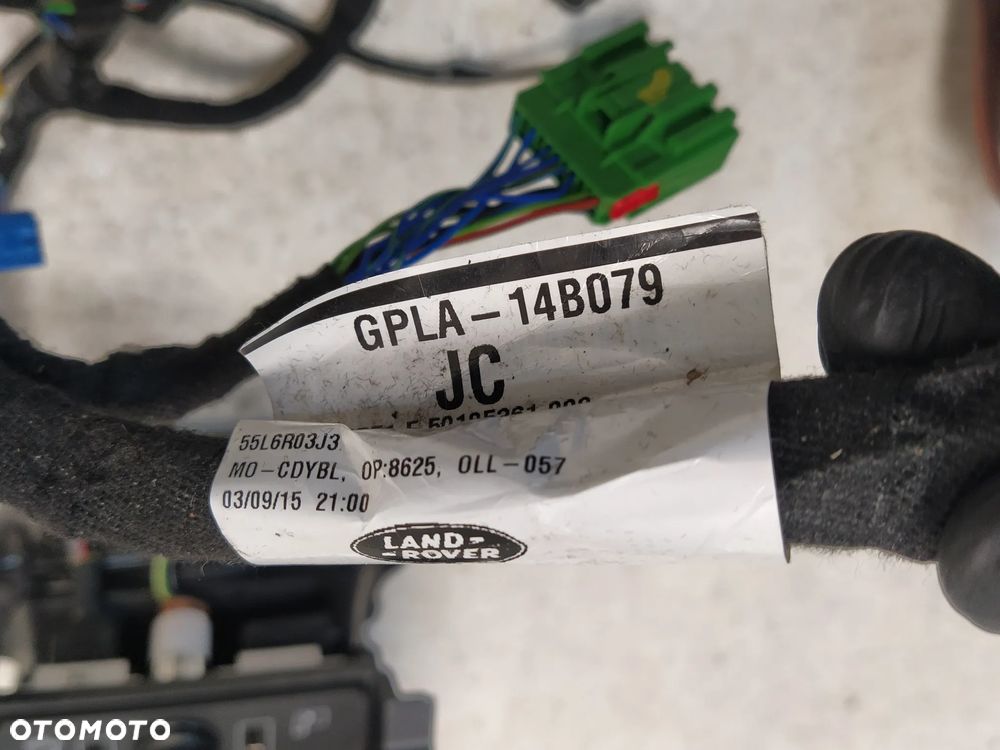 GPLA-14B079
JC
55L6R03J3
MO-CDYBL, OP:8625, OLL-057
03/09/15 21:00
LAND-
-ROVER
OTOMOTO